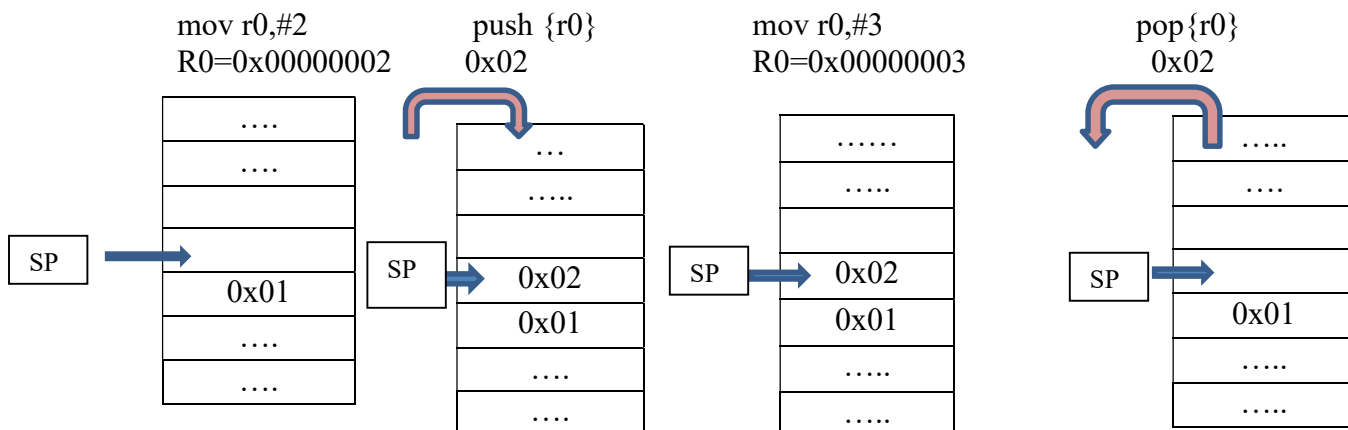 mov r0,#2
R0=0x00000002
….
….
SP
0x01
….
….
push {r0}
0x02
…
…..
SP
0x02
0x01
….
….
mov r0,#3
R0=0x00000003
……
…..
SP
0x02
0x01
…..
…..
pop{r0}
0x02
…..
….
SP
0x01
…..
…..